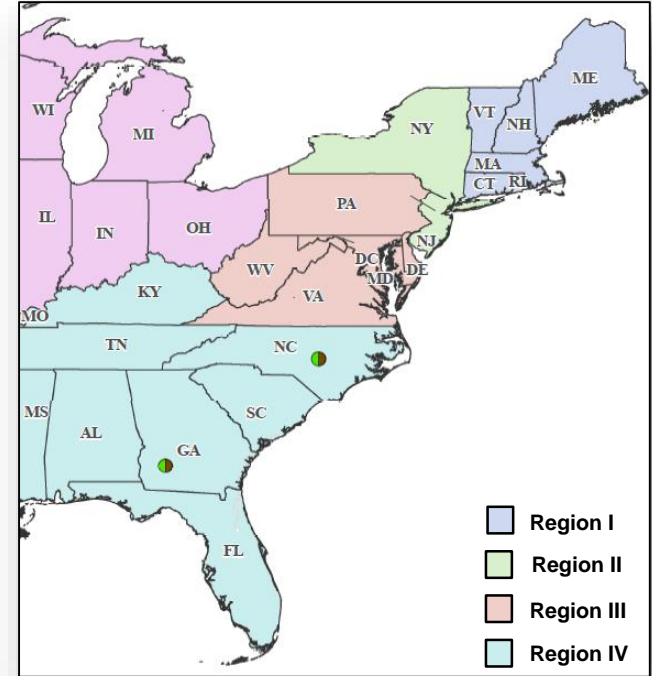 ME
WI
VT
NH
NY
MI
MA
CT RI
PA
IL
IN
OH
NJ
WV
DC
DE
MD
KY
VA
MO
TN
NC
MS
AL
SC
GA
FL
Region I
Region II
Region III
Region IV